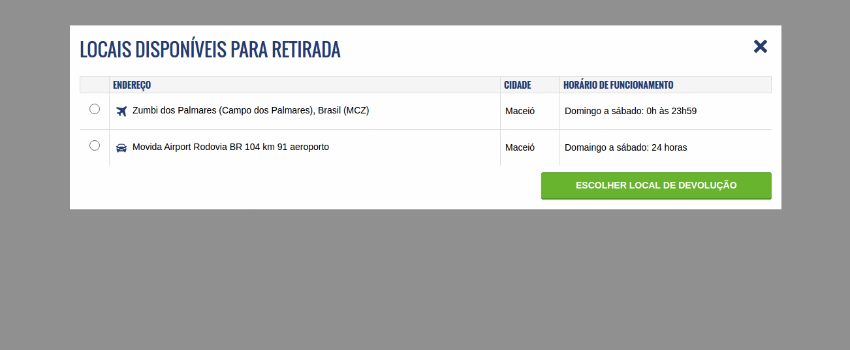 LOCAIS DISPONÍVEIS PARA RETIRADA
ENDEREÇO CIDADE HORÁRIO DE FUNCIONAMENTO
Zumbi dos Palmares (Campo dos Palmares), Brasil (MCZ) Maceió Domingo a sábado: 0h às 23h59
Movida Airport Rodovia BR 104 km 91 aeroporto Maceió Domaingo a sábado: 24 horas
ESCOLHER LOCAL DE DEVOLUÇÃO